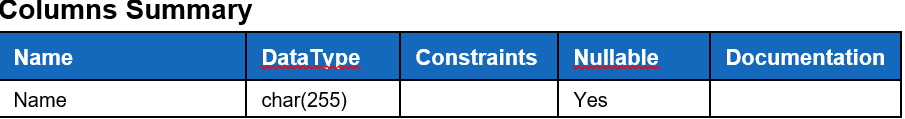 Columns Summary
Name DataType Constraints Nullable Documentation
Name char(255) Yes